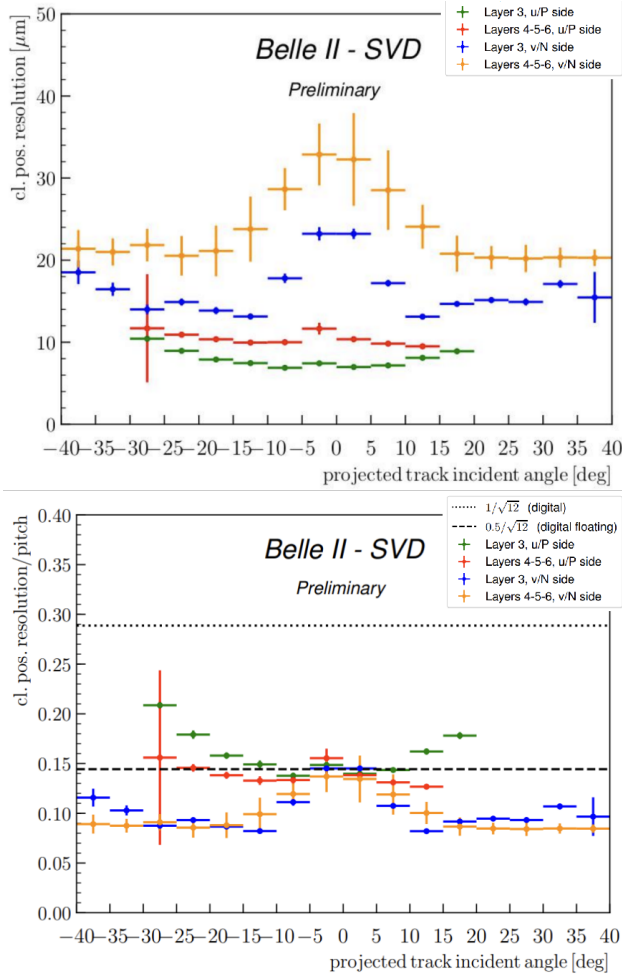 50
40
30
20
10
0
cl. pos. resolution [μm]
Belle II - SVD
Preliminary
Layer 3, u/P side
Layers 4-5-6, u/P side
Layer 3, v/N side
Layers 4-5-6, v/N side
−40−35−30−25−20−15−10−5 0 5 10 15 20 25 30 35 40
projected track incident angle [deg]
0.40
0.35
0.30
0.25
0.20
0.15
0.10
0.05
0.00
cl. pos. resolution/pitch
Belle II - SVD
Preliminary
1/√12 (digital)
0.5/√12 (digital floating)
Layer 3, u/P side
Layers 4-5-6, u/P side
Layer 3, v/N side
Layers 4-5-6, v/N side
−40−35−30−25−20−15−10−5 0 5 10 15 20 25 30 35 40
projected track incident angle [deg]